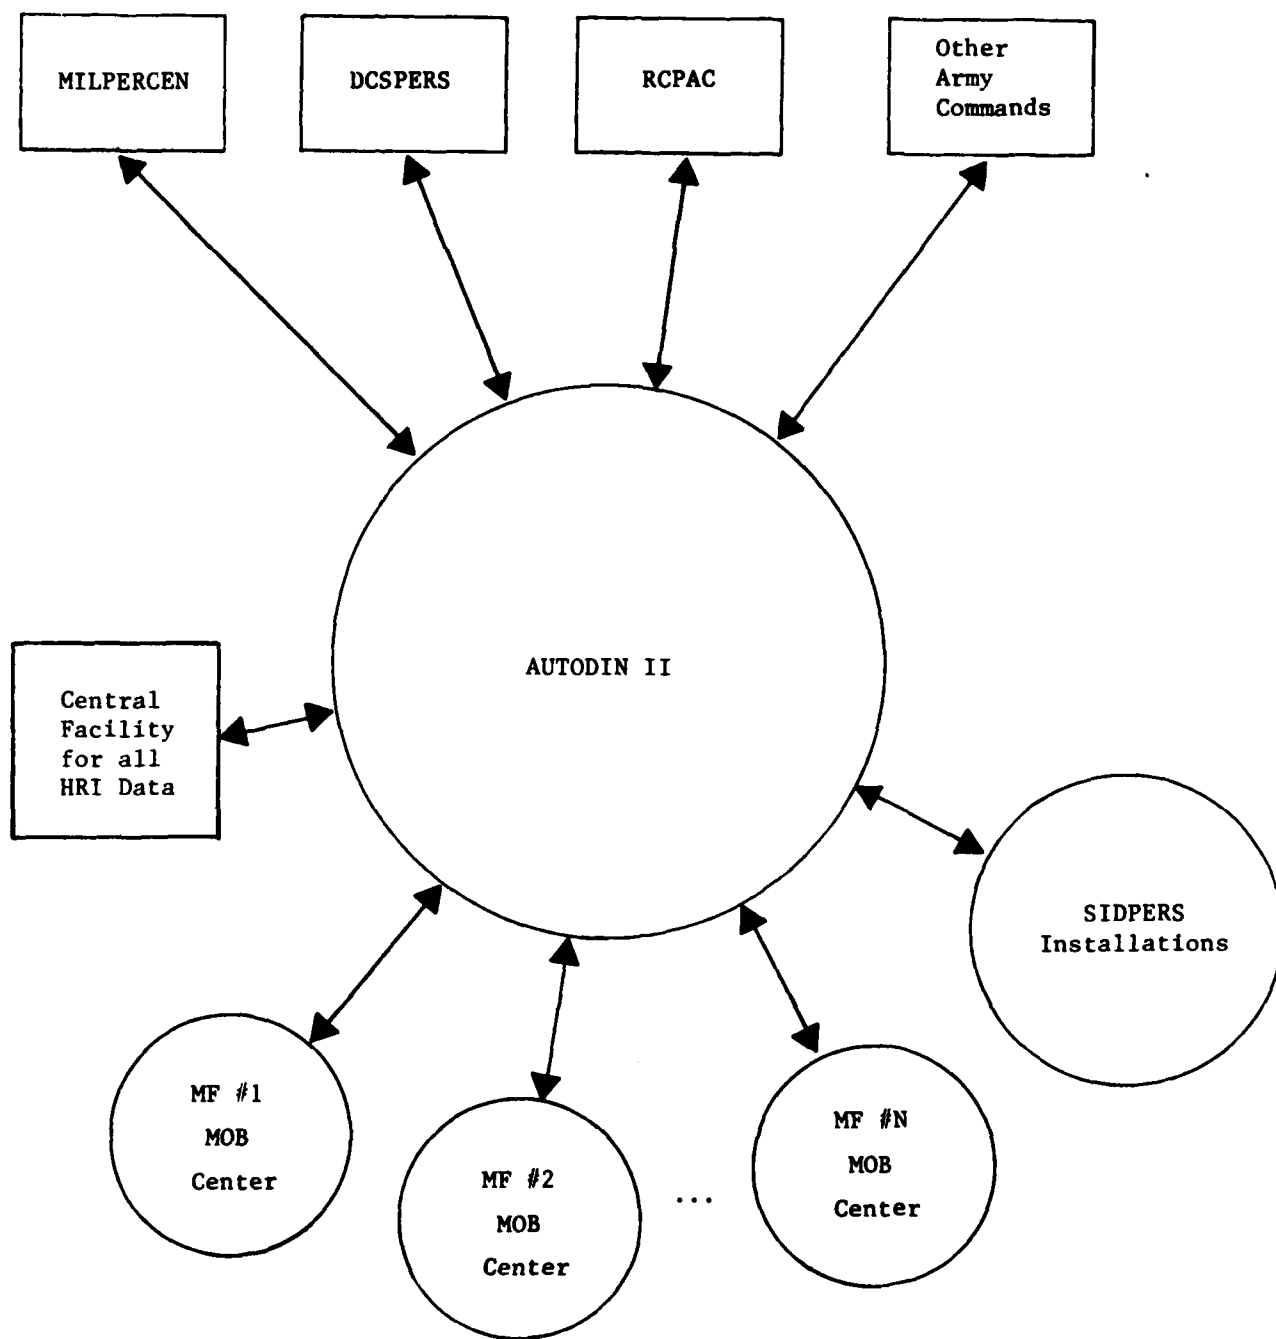 MILPERCEN
DCSPERS
RCPAC
Other
Army
Commands
AUTODIN II
Central
Facility
for all
HRI Data
SIDPERS
Installations
MF #1
MOB
Center
MF #2
MOB
Center
...
MF #N
MOB
Center